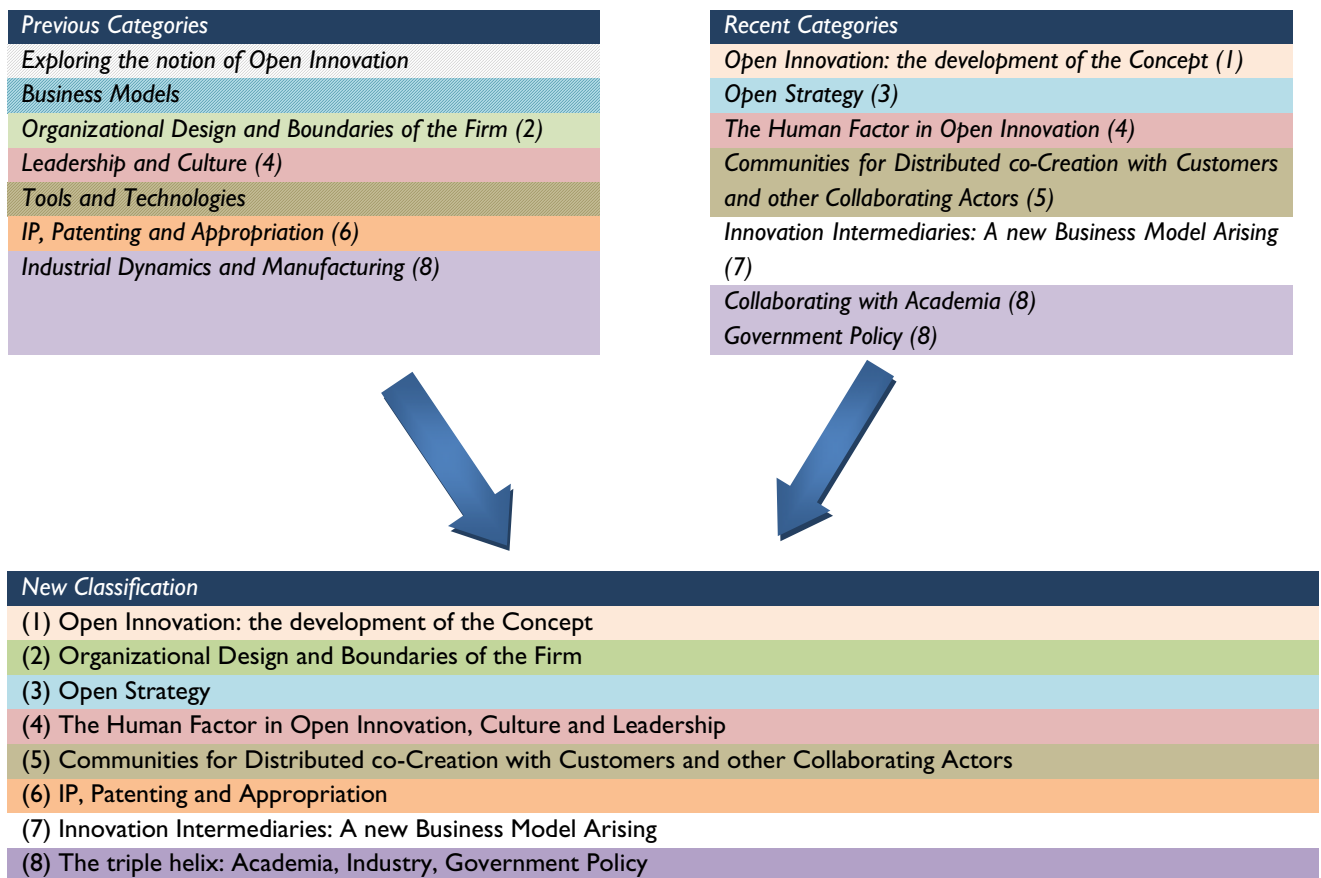 Previous Categories
Exploring the notion of Open Innovation
Business Models
Organizational Design and Boundaries of the Firm (2)
Leadership and Culture (4)
Tools and Technologies
IP, Patenting and Appropriation (6)
Industrial Dynamics and Manufacturing (8)
Recent Categories
Open Innovation: the development of the Concept (1)
Open Strategy (3)
The Human Factor in Open Innovation (4)
Communities for Distributed co-Creation with Customers
and other Collaborating Actors (5)
Innovation Intermediaries: A new Business Model Arising
(7)
Collaborating with Academia (8)
Government Policy (8)
New Classification
(1) Open Innovation: the development of the Concept
(2) Organizational Design and Boundaries of the Firm
(3) Open Strategy
(4) The Human Factor in Open Innovation, Culture and Leadership
(5) Communities for Distributed co-Creation with Customers and other Collaborating Actors
(6) IP, Patenting and Appropriation
(7) Innovation Intermediaries: A new Business Model Arising
(8) The triple helix: Academia, Industry, Government Policy